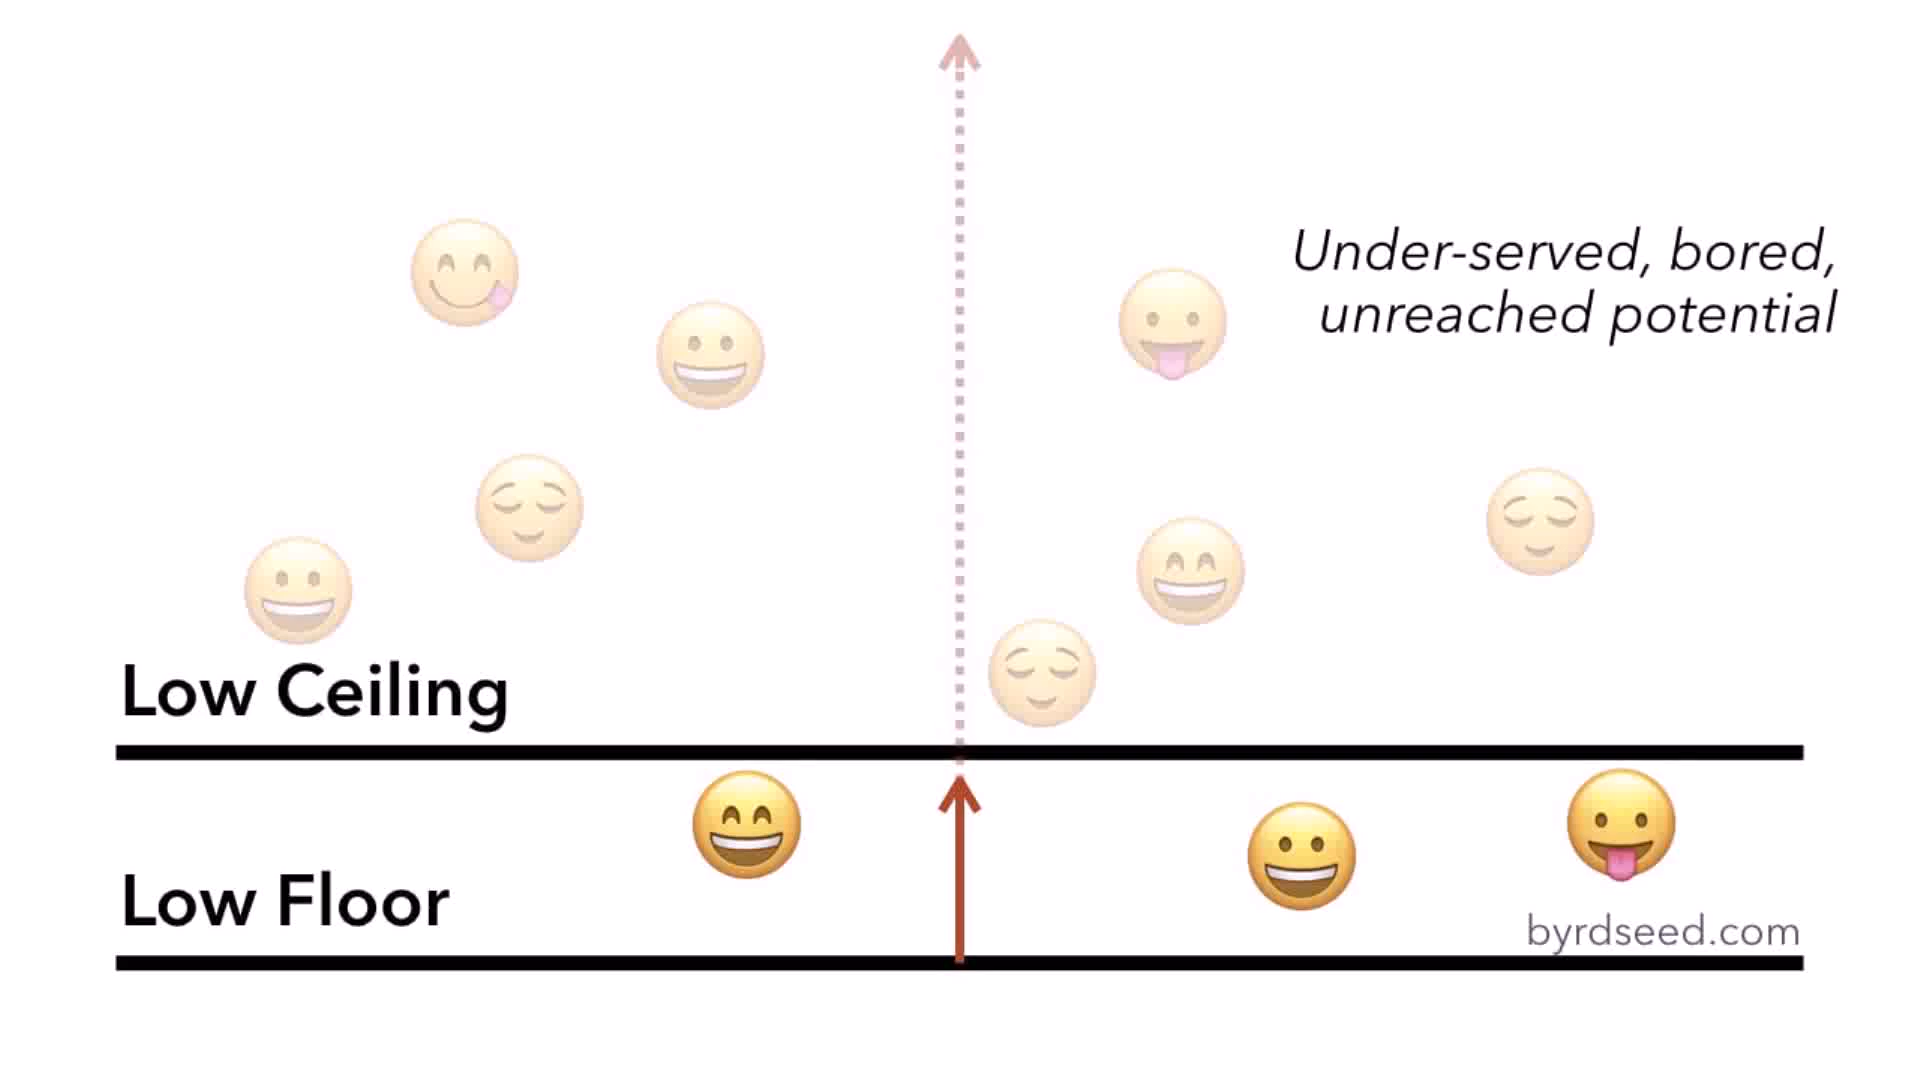 Under-served, bored,
unreached potential
Low Ceiling
Low Floor
byrdseed.com